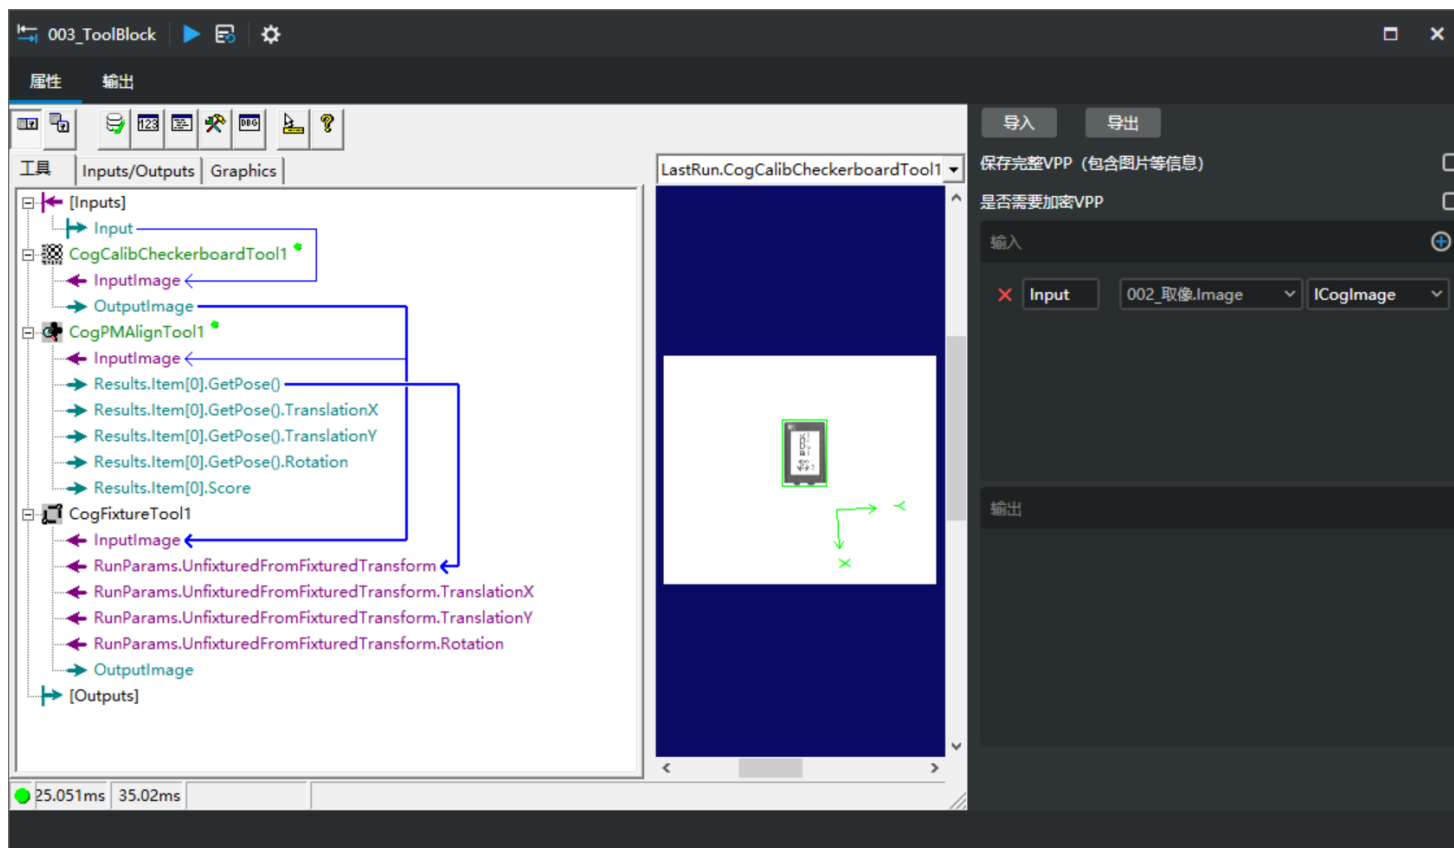 003_ToolBlock
属性 输出
工具 Inputs/Outputs Graphics
[Inputs]
Input
CogCalibCheckerboardTool1
InputImage
OutputImage
CogPMAlignTool1
InputImage
Results.Item[0].GetPose()
Results.Item[0].GetPose().TranslationX
Results.Item[0].GetPose().TranslationY
Results.Item[0].GetPose().Rotation
Results.Item[0].Score
CogFixtureTool1
InputImage
RunParams.UnfixturedFromFixturedTransform
RunParams.UnfixturedFromFixturedTransform.TranslationX
RunParams.UnfixturedFromFixturedTransform.TranslationY
RunParams.UnfixturedFromFixturedTransform.Rotation
OutputImage
[Outputs]
25.051ms 35.02ms
LastRun.CogCalibCheckerboardTool1
Y
X
导入 导出
保存完整VPP（包含图片等信息）
是否需要加密VPP
输入
Input 002_取像.Image ICogImage
输出
123
DBG